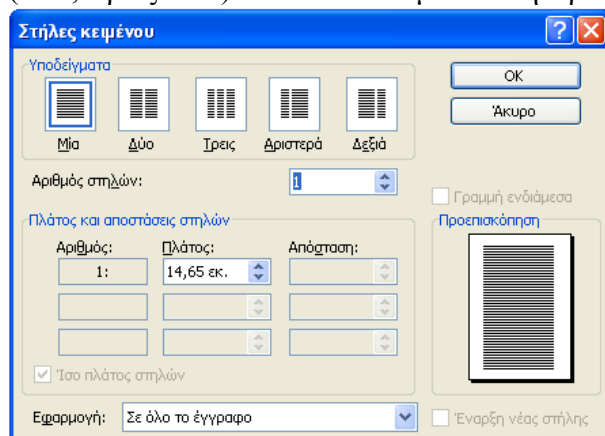 Στήλες κειμένου
Υποδείγματα
Μία Δύο Τρεις Αριστερά Δεξιά
OK
Άκυρο
Αριθμός στηλών: 1
Γραμμή ενδιάμεσα
Πλάτος και αποστάσεις στηλών
Αριθμός: Πλάτος: Απόσταση:
1: 14,65 εκ.
Ίσο πλάτος στηλών
Προεπισκόπηση
Εφαρμογή: Σε όλο το έγγραφο
Έναρξη νέας στήλης